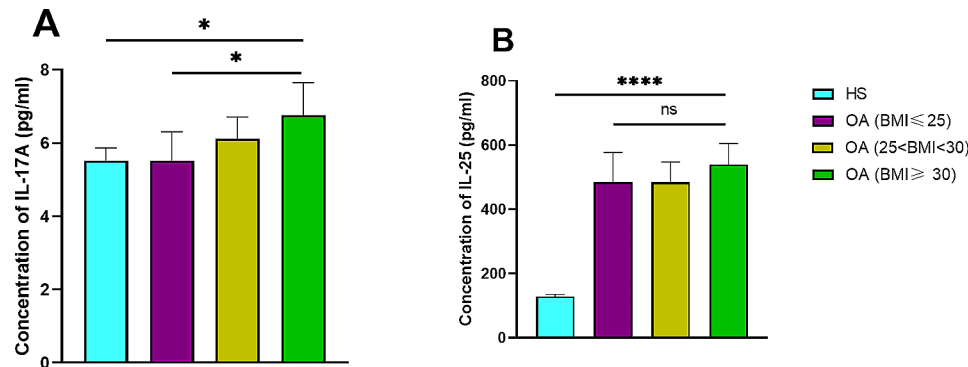 A
*
*
Concentration of IL-17A (pg/ml)
8
6
4
2
0
B
****
ns
Concentration of IL-25 (pg/ml)
800
600
400
200
0
HS
OA (BMI⩽25)
OA (25<BMI<30)
OA (BMI⩾ 30)